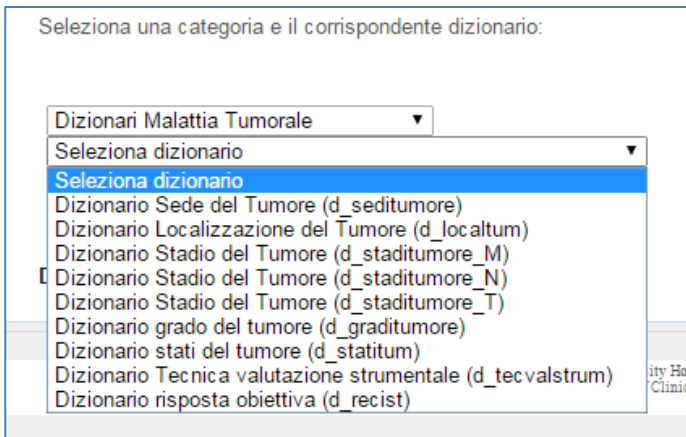 Seleziona una categoria e il corrispondente dizionario:
Dizionari Malattia Tumorale
Seleziona dizionario
Seleziona dizionario
Dizionario Sede del Tumore (d_seditumore)
Dizionario Localizzazione del Tumore (d_localtum)
Dizionario Stadio del Tumore (d_staditumore_M)
Dizionario Stadio del Tumore (d_staditumore_N)
Dizionario Stadio del Tumore (d_staditumore_T)
Dizionario grado del tumore (d_graditumore)
Dizionario stati del tumore (d_statitum)
Dizionario Tecnica valutazione strumentale (d_tecvalstrum)
Dizionario risposta obiettiva (d_recist)